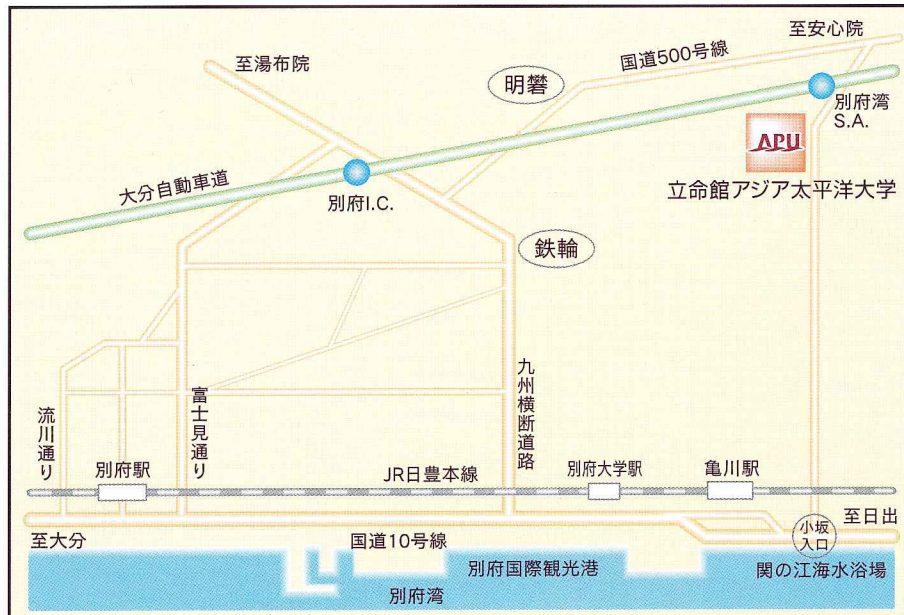 至安心院
国道500号線
至湯布院
明礬
別府湾
S.A.
APU
立命館アジア太平洋大学
大分自動車道
別府I.C.
鉄輪
流川通り
富士見通り
九州横断道路
別府駅
JR日豊本線
別府大学駅
亀川駅
至大分
国道10号線
小坂
入口
至日出
別府国際観光港
関の江海水浴場
別府湾